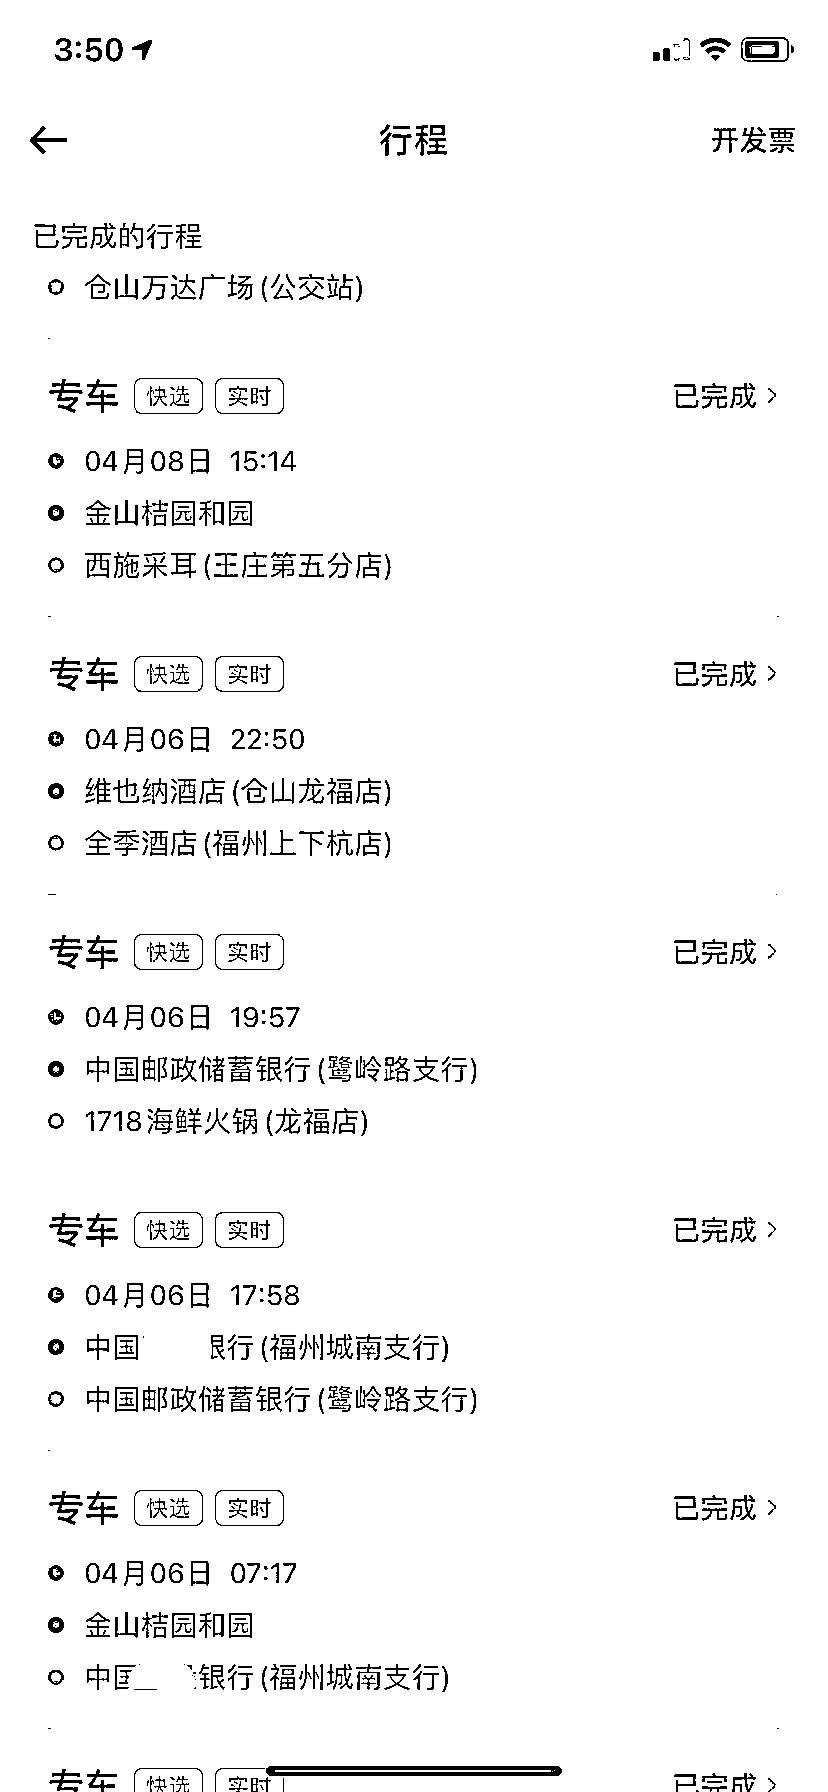 3:50
行程
开发票
已完成的行程
仓山万达广场(公交站)
专车 快选 实时 已完成
04月08日 15:14
金山桔园和园
西施采耳(王庄第五分店)
专车 快选 实时 已完成
04月06日 22:50
维也纳酒店(仓山龙福店)
全季酒店(福州上下杭店)
专车 快选 实时 已完成
04月06日 19:57
中国邮政储蓄银行(鹭岭路支行)
1718海鲜火锅(龙福店)
专车 快选 实时 已完成
04月06日 17:58
中国 银行(福州城南支行)
中国邮政储蓄银行(鹭岭路支行)
专车 快选 实时 已完成
04月06日 07:17
金山桔园和园
中国 银行(福州城南支行)
专车 快选 实时 已完成